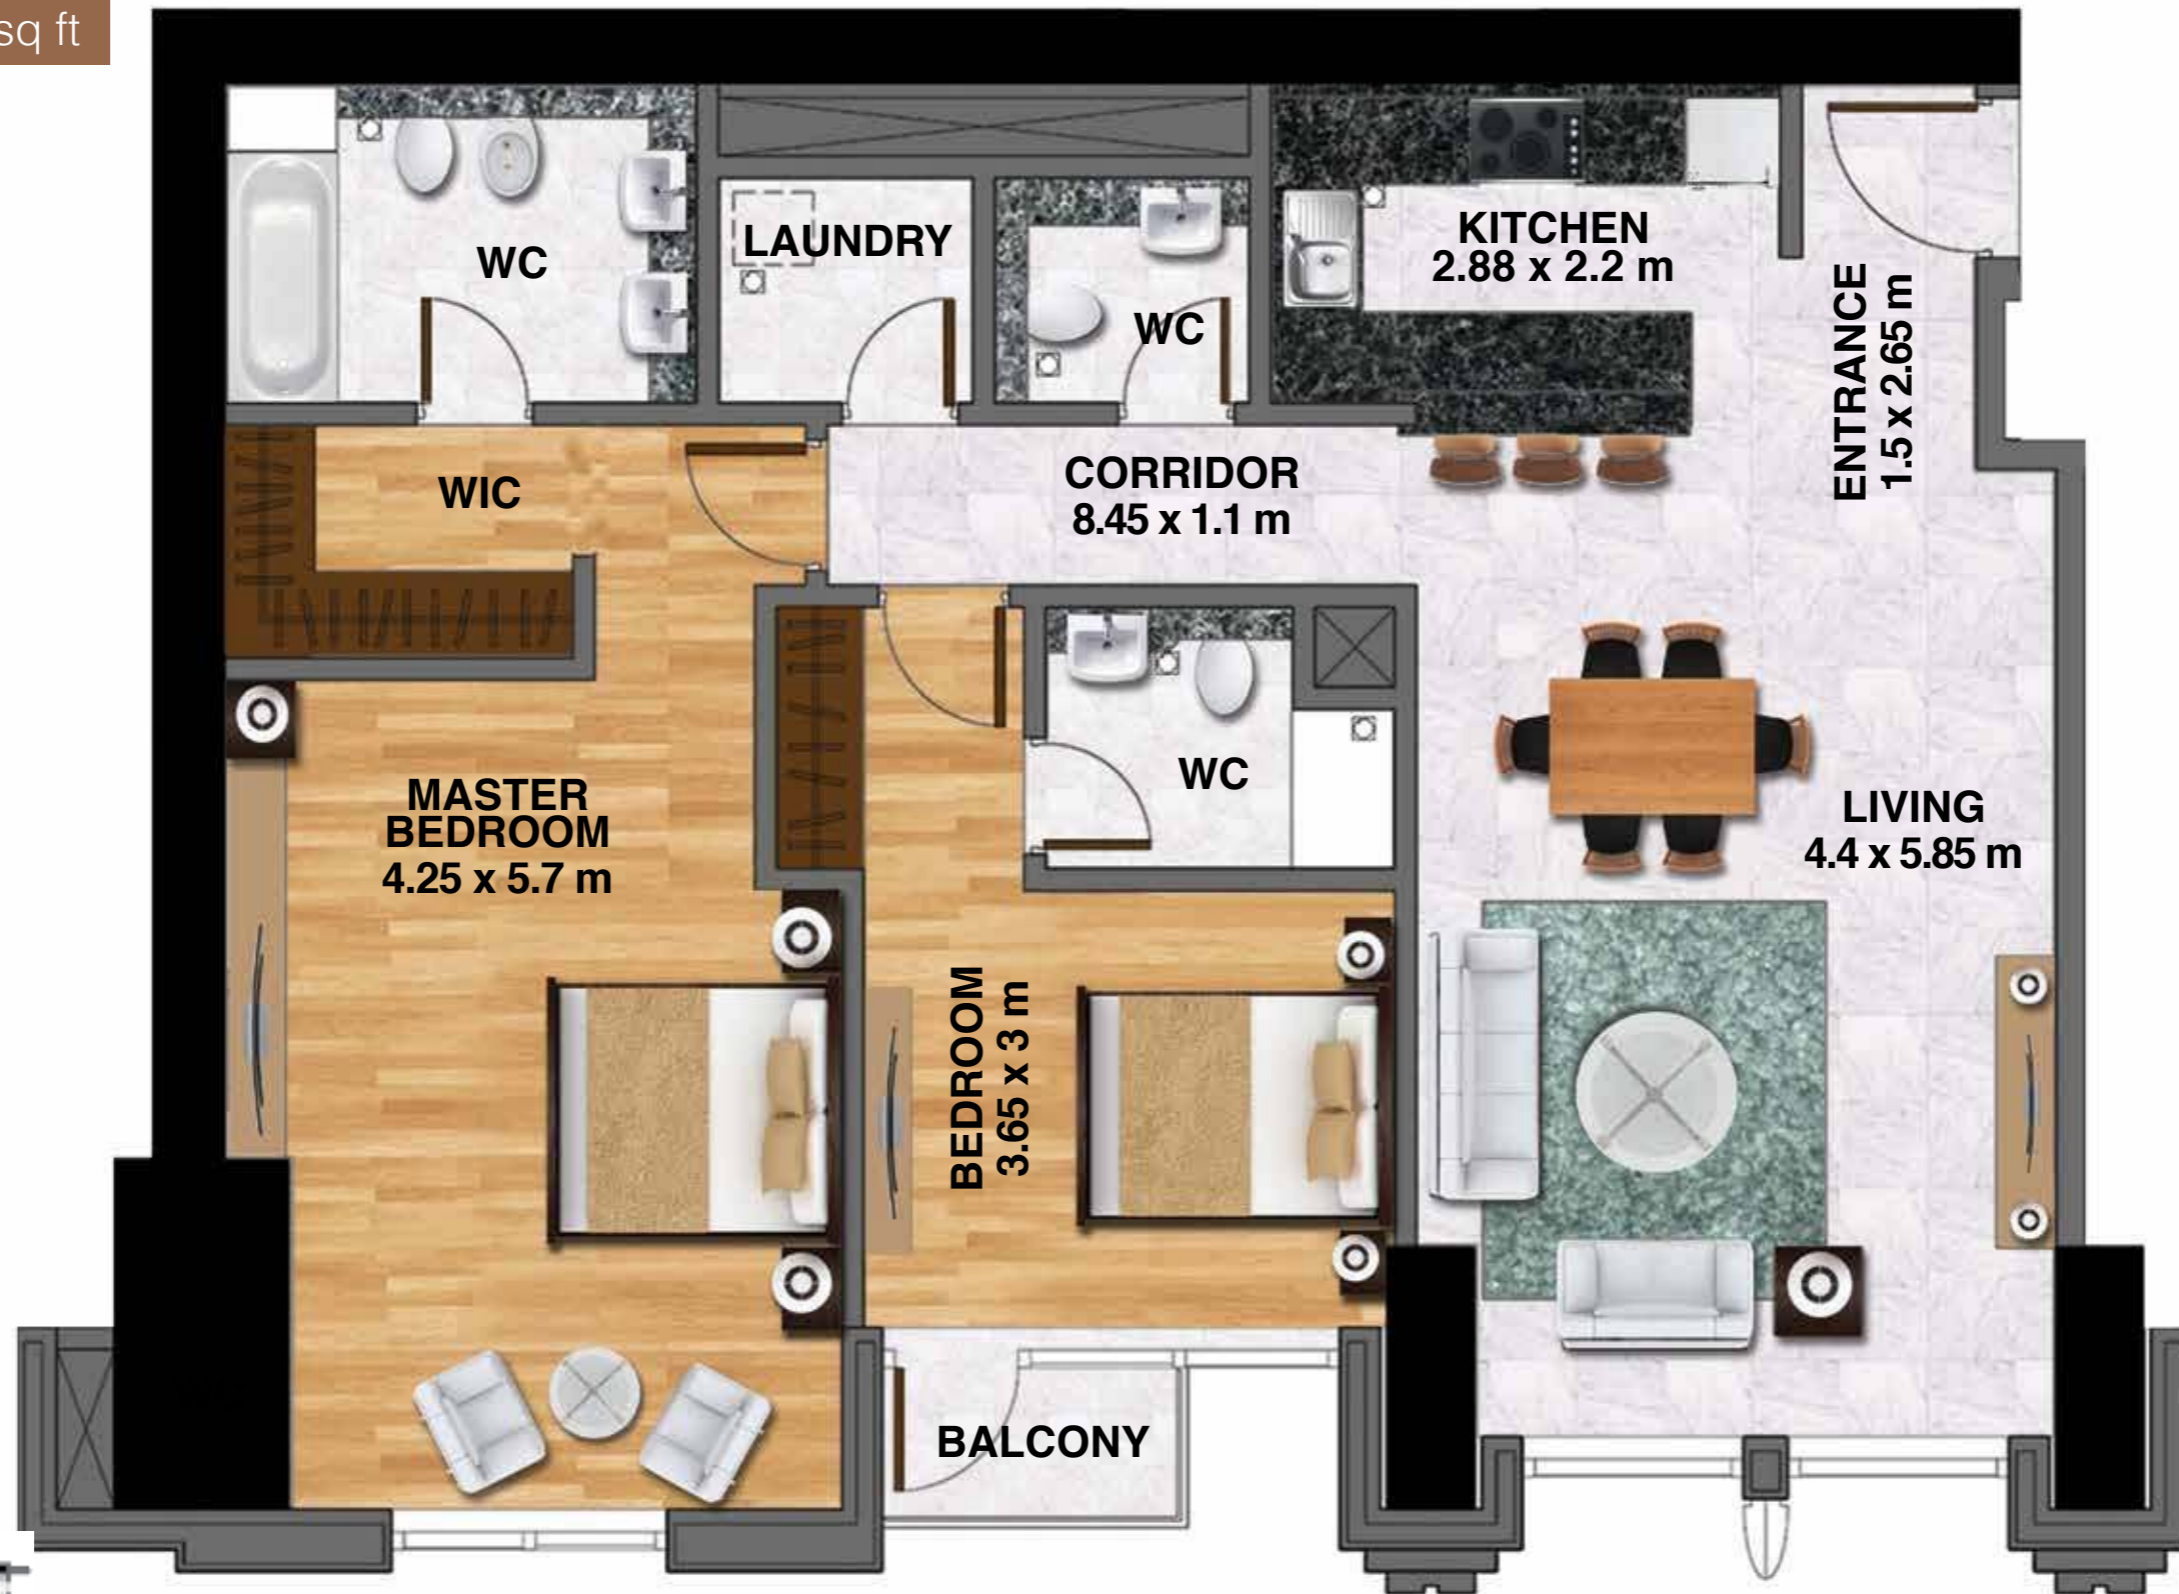 sq ft
WC
LAUNDRY
WC
KITCHEN
2.88 x 2.2 m
ENTRANCE
1.5 x 2.65 m
WIC
CORRIDOR
8.45 x 1.1 m
MASTER
BEDROOM
4.25 x 5.7 m
WC
LIVING
4.4 x 5.85 m
BEDROOM
3.65 x 3 m
BALCONY